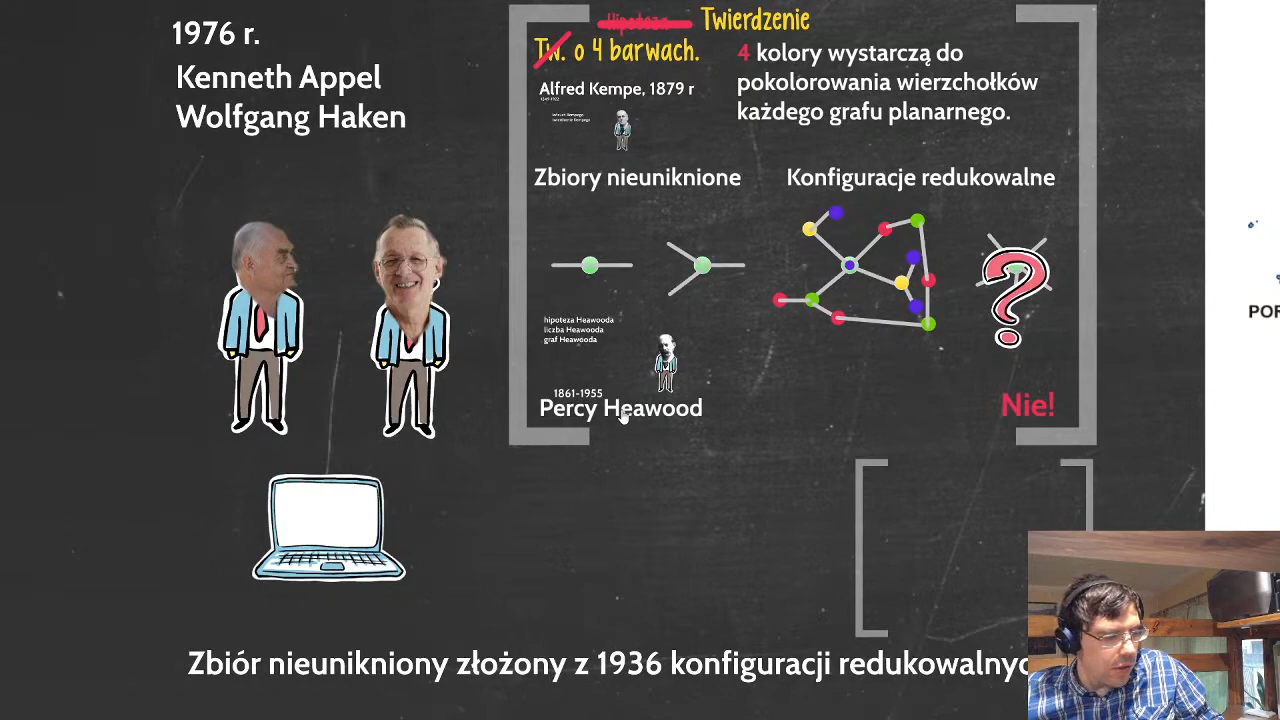 1976 r.
Kenneth Appel
Wolfgang Haken
Hipoteza Twierdzenie
Tw. o 4 barwach.
Alfred Kempe, 1879 r
4 kolory wystarczą do
pokolorowania wierzchołków
każdego grafu planarnego.
Zbiory nieuniknione
Konfiguracje redukowalne
?
hipoteza Heawooda
liczba Heawooda
graf Heawooda
1861-1955
Percy Heawood
Nie!
Zbiór nieunikniony złożony z 1936 konfiguracji